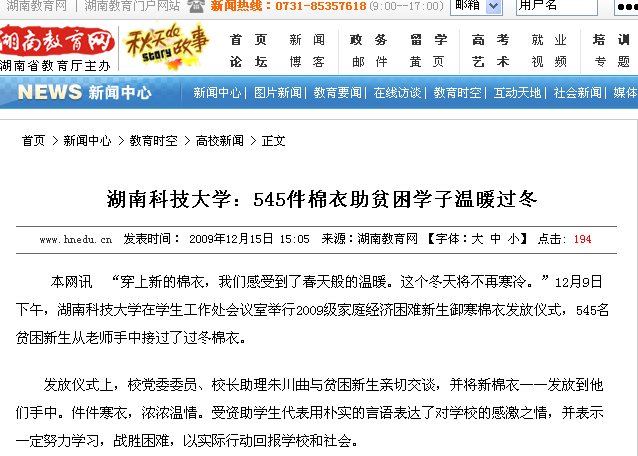 湖南教育网 | 湖南教育门户网站 新闻热线：0731-85357618(9:00--17:00) 邮箱 用户名
湖南教育网
湖南省教育厅主办
秋天的故事
story
首 页 新 闻 政 务 留 学 高 考 就 业 培 训
论 坛 博 客 邮 件 黄 页 艺 术 视 频 专 题
NEWS 新闻中心 新闻中心| 图片新闻| 教育要闻| 在线访谈| 教育时空| 互动天地| 社会新闻| 媒体
首页 > 新闻中心 > 教育时空 > 高校新闻 > 正文
湖南科技大学：545件棉衣助贫困学子温暖过冬
www.hnedu.cn 发表时间： 2009年12月15日 15:05 来源：湖南教育网 【字体：大 中 小】 点击: 194
本网讯 “穿上新的棉衣，我们感受到了春天般的温暖。这个冬天将不再寒冷。”12月9日
下午，湖南科技大学在学生工作处会议室举行2009级家庭经济困难新生御寒棉衣发放仪式，545名
贫困新生从老师手中接过了过冬棉衣。
发放仪式上，校党委委员、校长助理朱川曲与贫困新生亲切交谈，并将新棉衣一一发放到他
们手中。件件寒衣，浓浓温情。受资助学生代表用朴实的言语表达了对学校的感激之情，并表示
一定努力学习，战胜困难，以实际行动回报学校和社会。